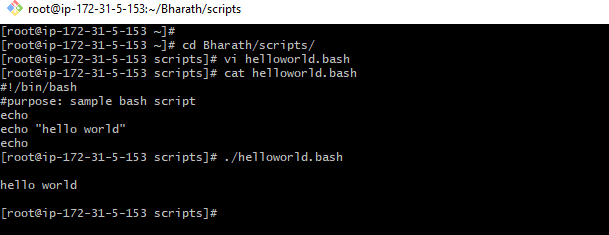 root@ip-172-31-5-153:~/Bharath/scripts
[root@ip-172-31-5-153 ~]#
[root@ip-172-31-5-153 ~]# cd Bharath/scripts/
[root@ip-172-31-5-153 scripts]# vi helloworld.bash
[root@ip-172-31-5-153 scripts]# cat helloworld.bash
#!/bin/bash
#purpose: sample bash script
echo
echo "hello world"
echo
[root@ip-172-31-5-153 scripts]# ./helloworld.bash
hello world
[root@ip-172-31-5-153 scripts]#